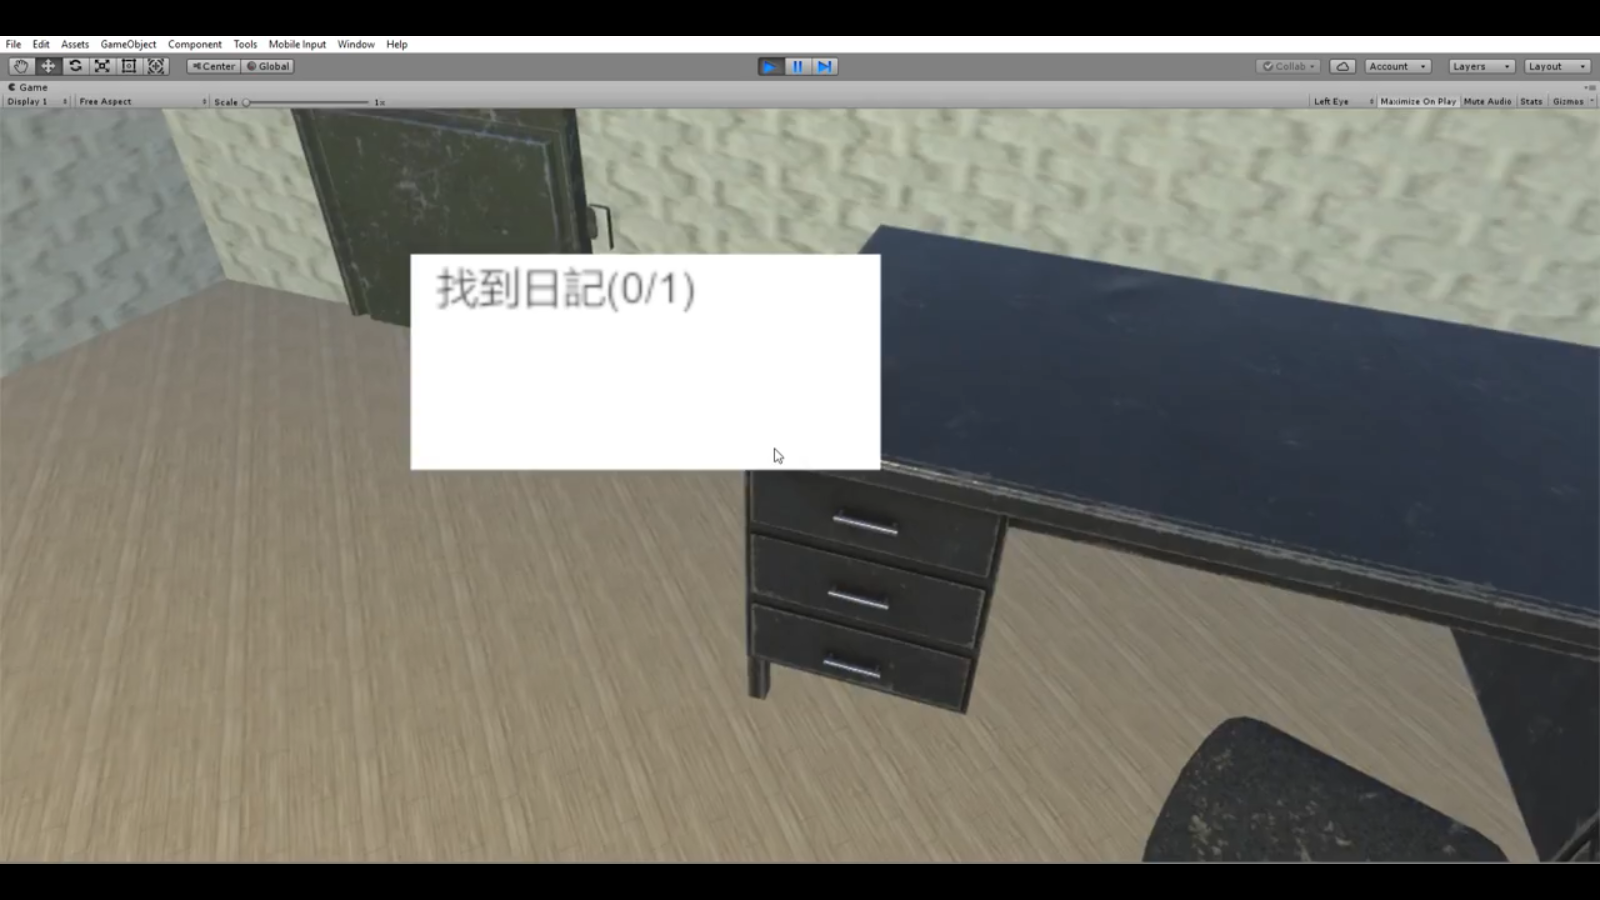 File Edit Assets GameObject Component Tools Mobile Input Window Help
Center Global Collab Account Layers Layout
Game
Display 1 Free Aspect Scale 1x Left Eye Maximize On Play Mute Audio Stats Gizmos
找到日記(0/1)